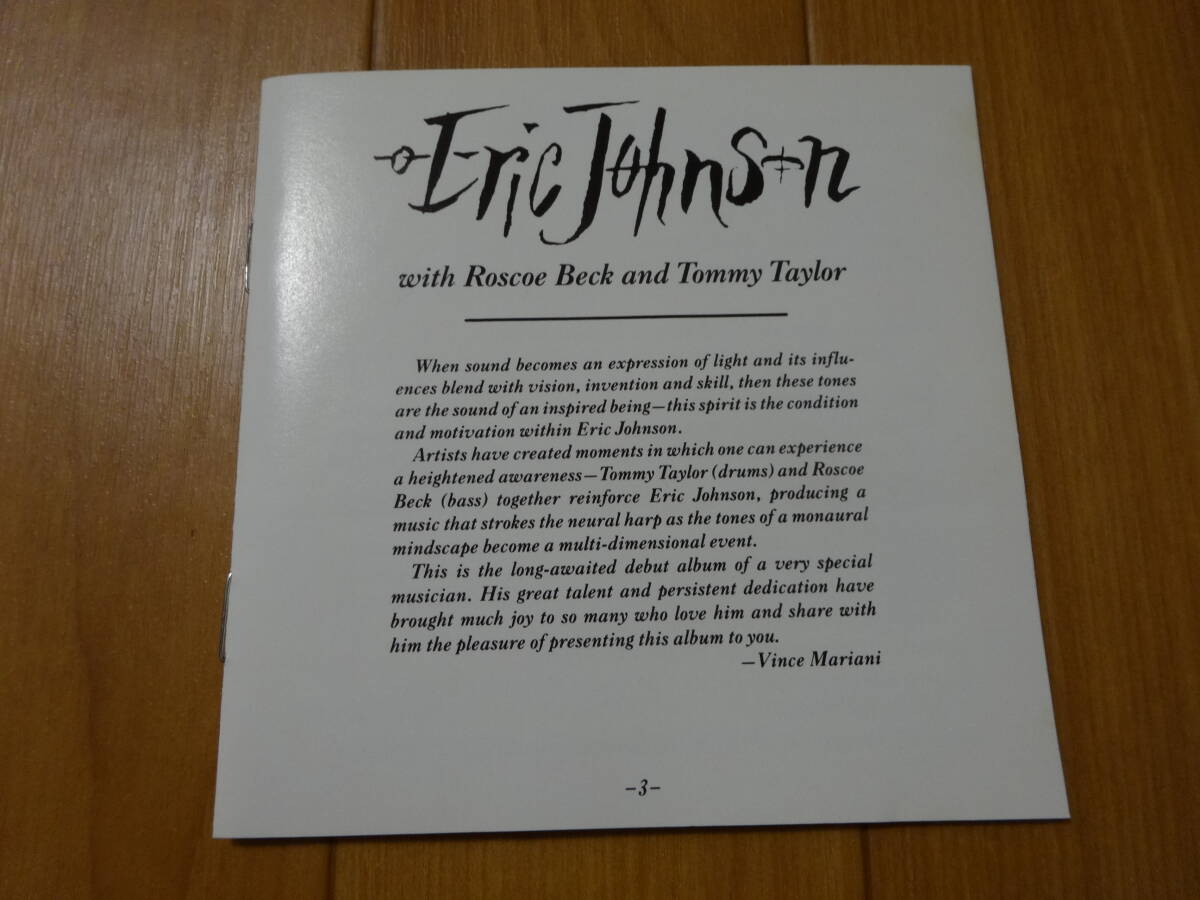 Eric Johnson
with Roscoe Beck and Tommy Taylor
When sound becomes an expression of light and its influ-
ences blend with vision, invention and skill, then these tones
are the sound of an inspired being—this spirit is the condition
and motivation within Eric Johnson.
Artists have created moments in which one can experience
a heightened awareness—Tommy Taylor (drums) and Roscoe
Beck (bass) together reinforce Eric Johnson, producing a
music that strokes the neural harp as the tones of a monaural
mindscape become a multi-dimensional event.
This is the long-awaited debut album of a very special
musician. His great talent and persistent dedication have
brought much joy to so many who love him and share with
him the pleasure of presenting this album to you.
—Vince Mariani
–3–